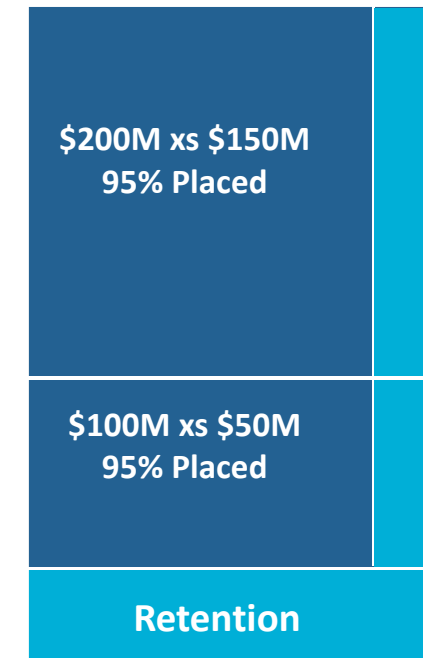 $200M xs $150M
95% Placed
$100M xs $50M
95% Placed
Retention